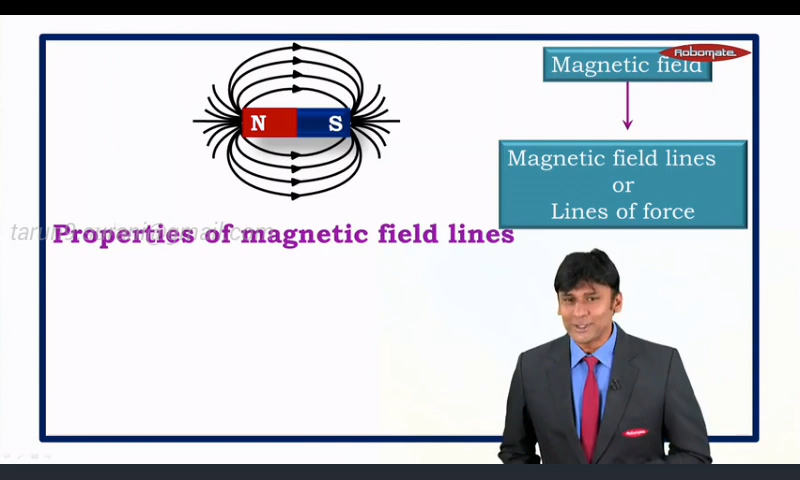 Robomate
Magnetic field
N S
Magnetic field lines
or
Lines of force
Properties of magnetic field lines